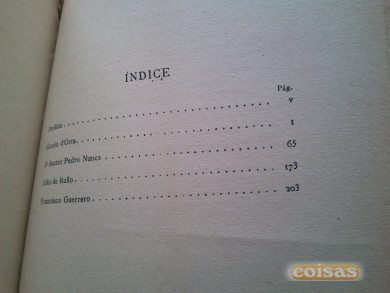 ÍNDICE
Pág.
Prefácio . . . . . . . . . . . . . . . . . . . . v
Garcia d'Orta. . . . . . . . . . . . . . . . . . 1
O doutor Pedro Nunes . . . . . . . . . . . . . . 65
João de Ruão . . . . . . . . . . . . . . . . . . 173
Francisco Guerrero . . . . . . . . . . . . . . . 203
coisas